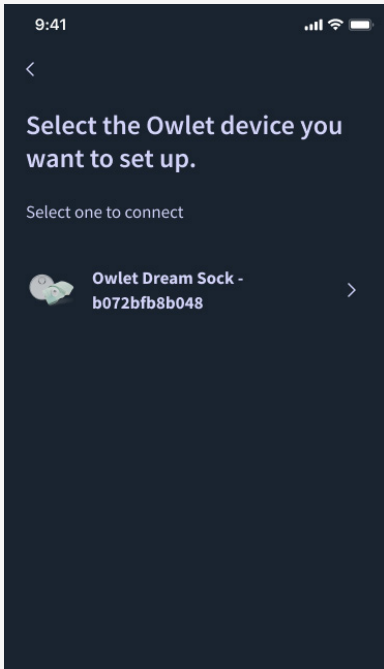 9:41
Select the Owlet device you
want to set up.
Select one to connect
Owlet Dream Sock -
b072bfb8b048